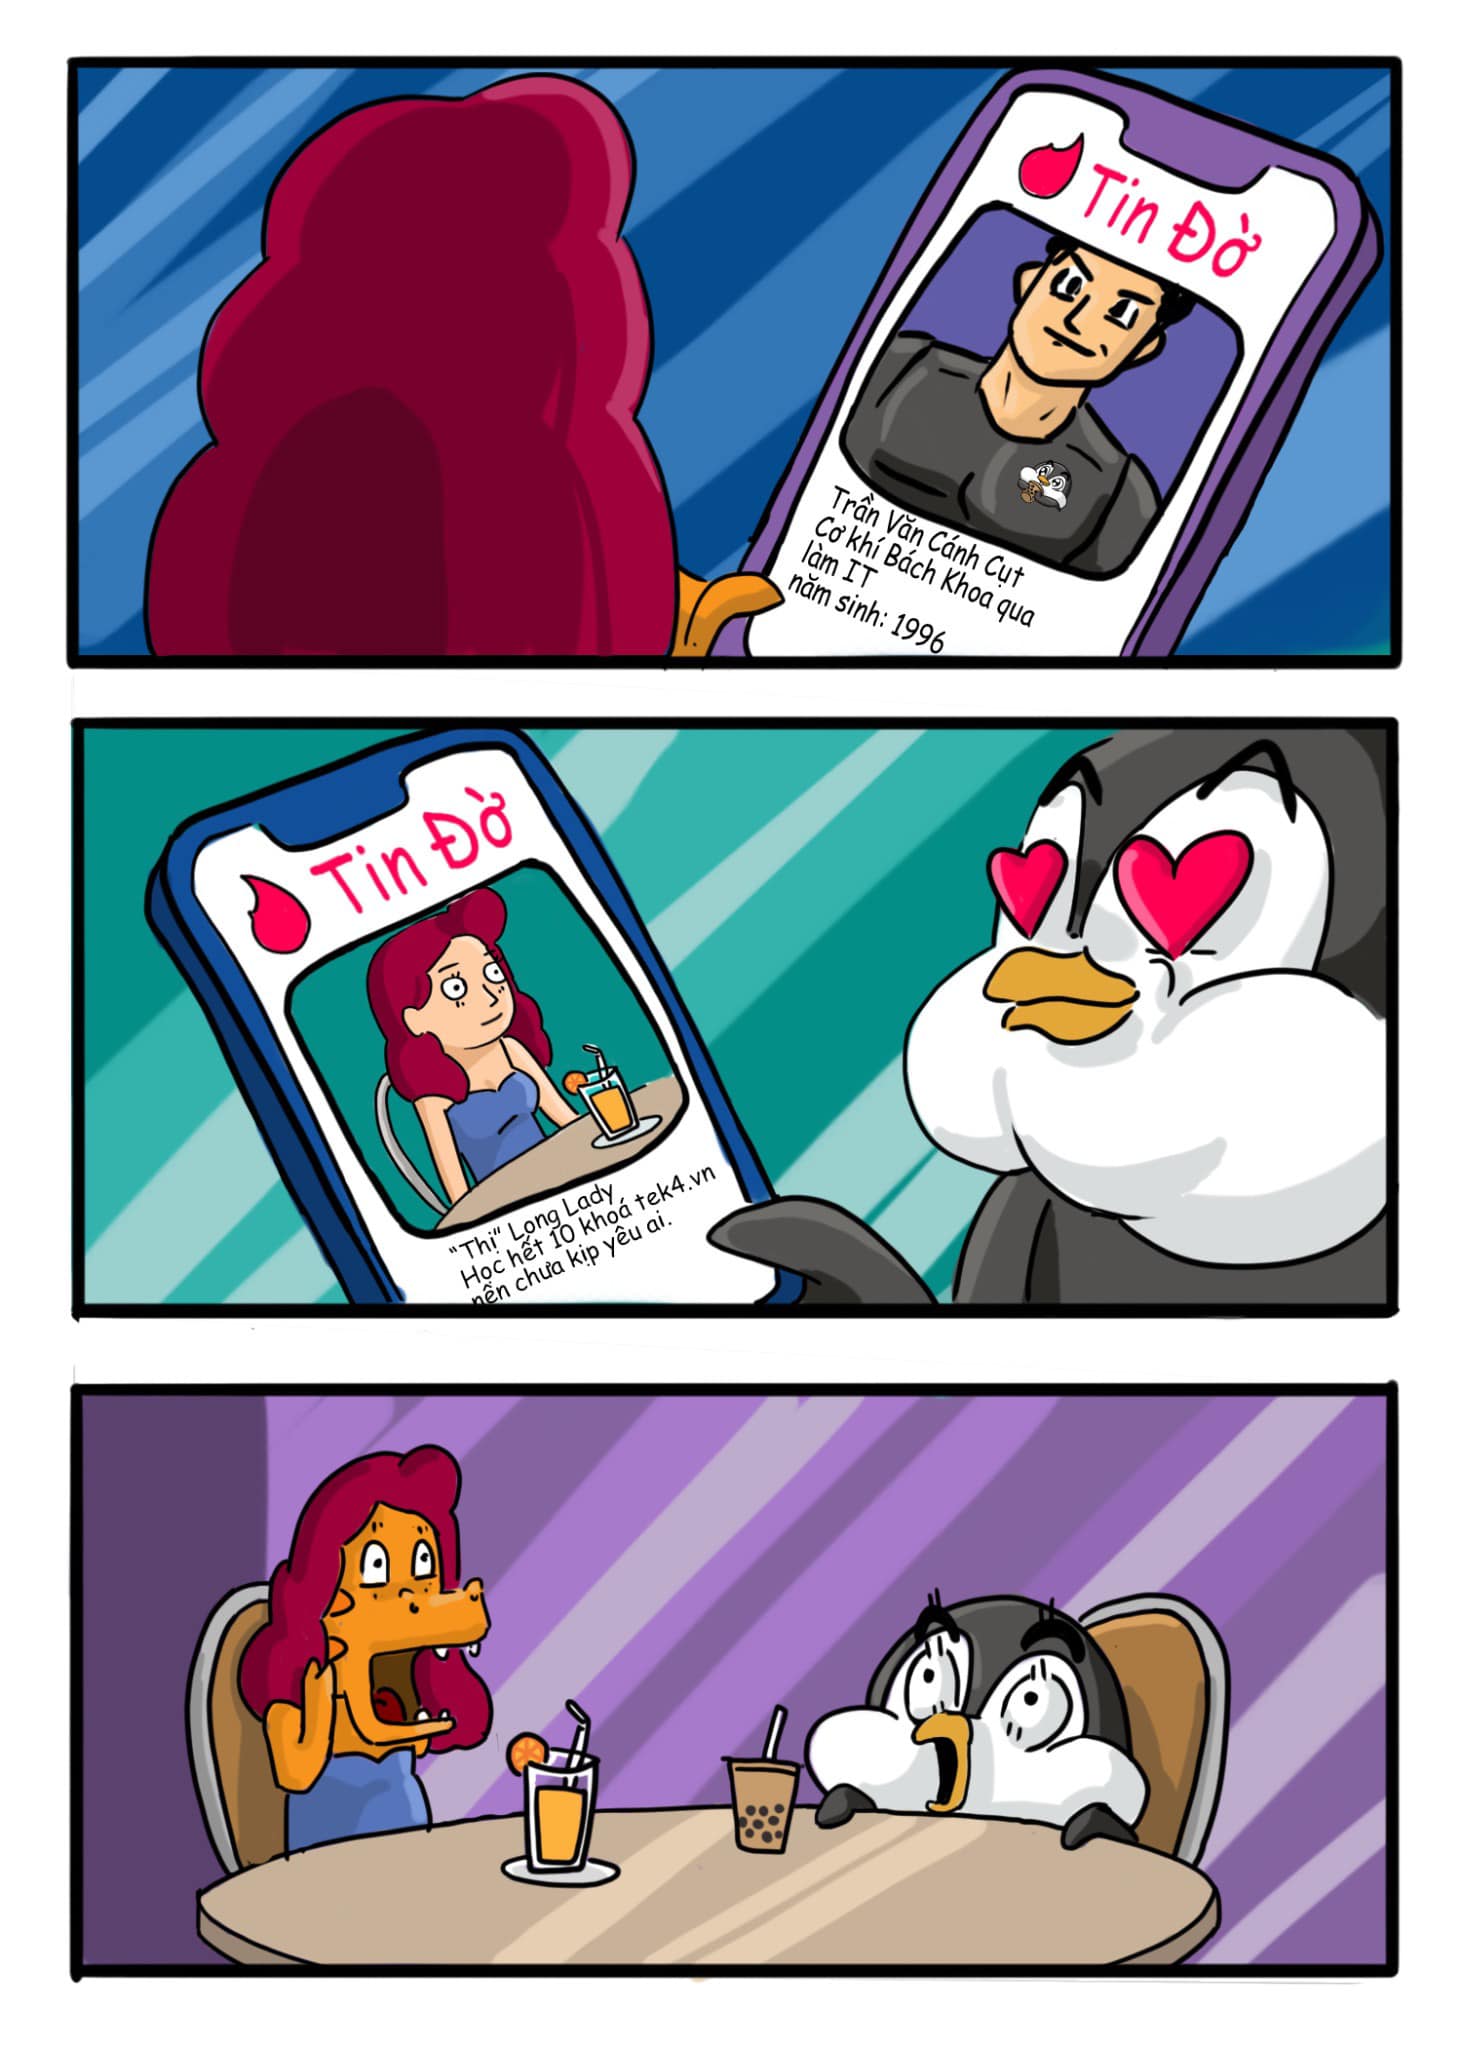 Tin Đờ
Trần Văn Cánh Cụt
Cơ khí Bách Khoa qua
làm IT
năm sinh: 1996
Tin Đờ
"Thị" Long Lady
Học hết 10 khoá tek4.vn
nên chưa kịp yêu ai.